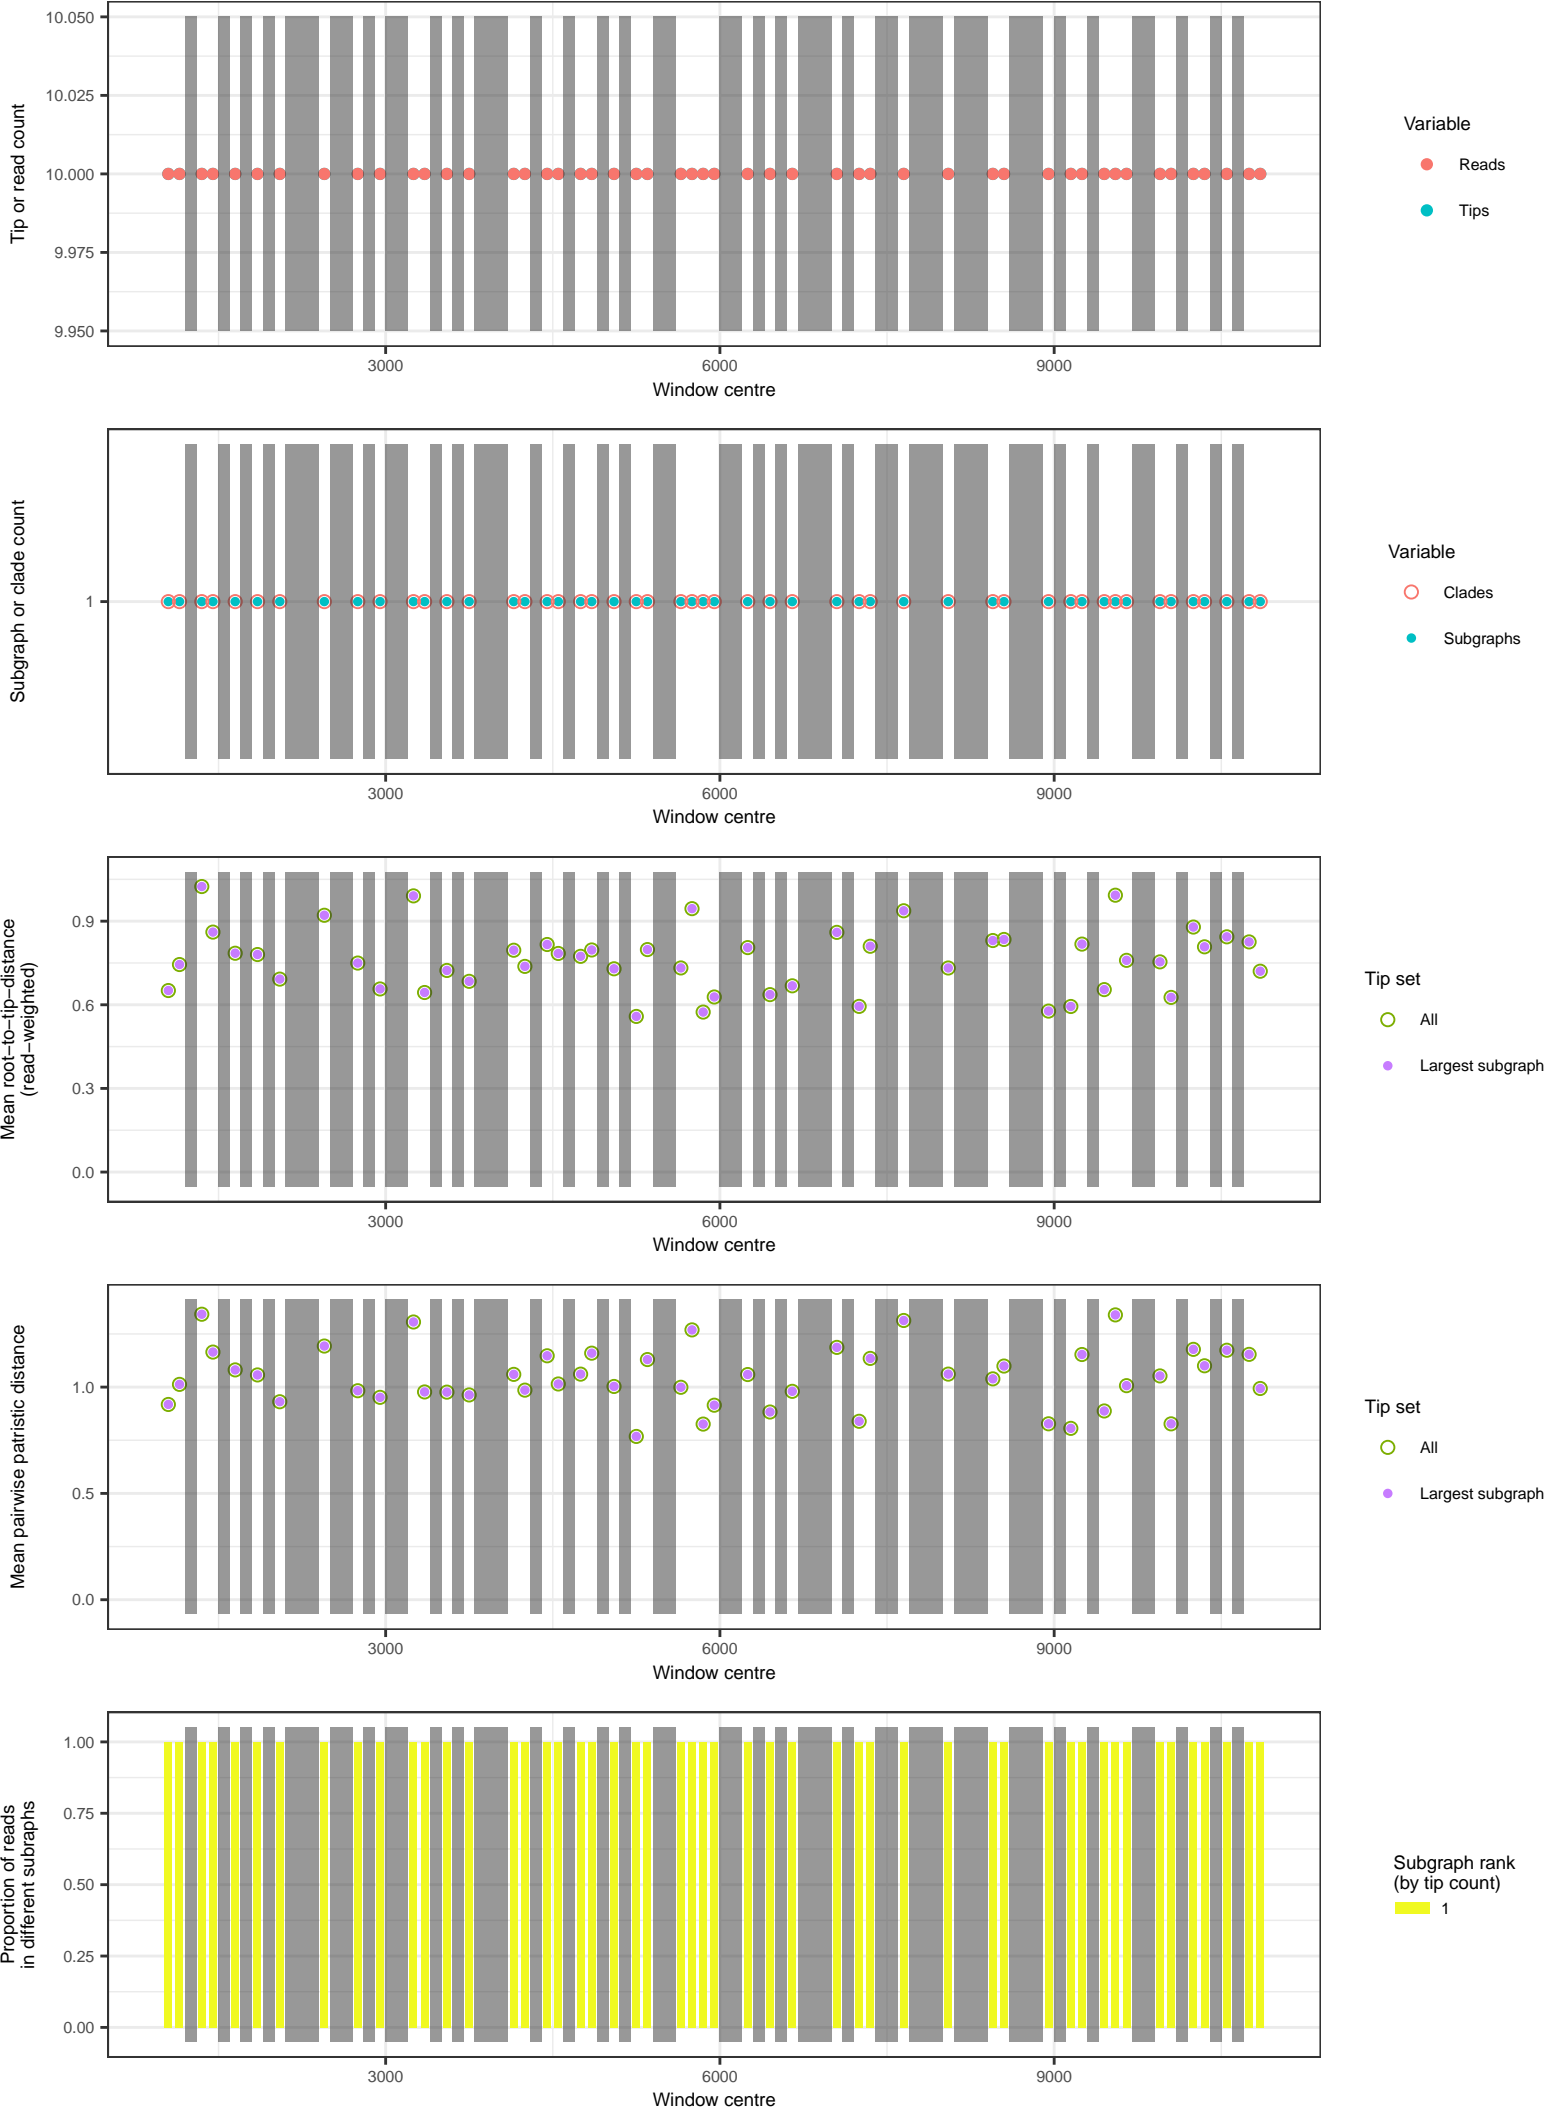 10.050
10.025
10.000
9.975
9.950
Tip or read count
3000
6000
9000
Window centre
Variable
Reads
Tips
1
Subgraph or clade count
3000
6000
9000
Window centre
Variable
Clades
Subgraphs
0.9
0.6
0.3
0.0
Mean root−to−tip−distance
(read−weighted)
3000
6000
9000
Window centre
Tip set
All
Largest subgraph
1.0
0.5
0.0
Mean pairwise patristic distance
3000
6000
9000
Window centre
Tip set
All
Largest subgraph
1.00
0.75
0.50
0.25
0.00
Proportion of reads
in different subraphs
3000
6000
9000
Window centre
Subgraph rank
(by tip count)
1